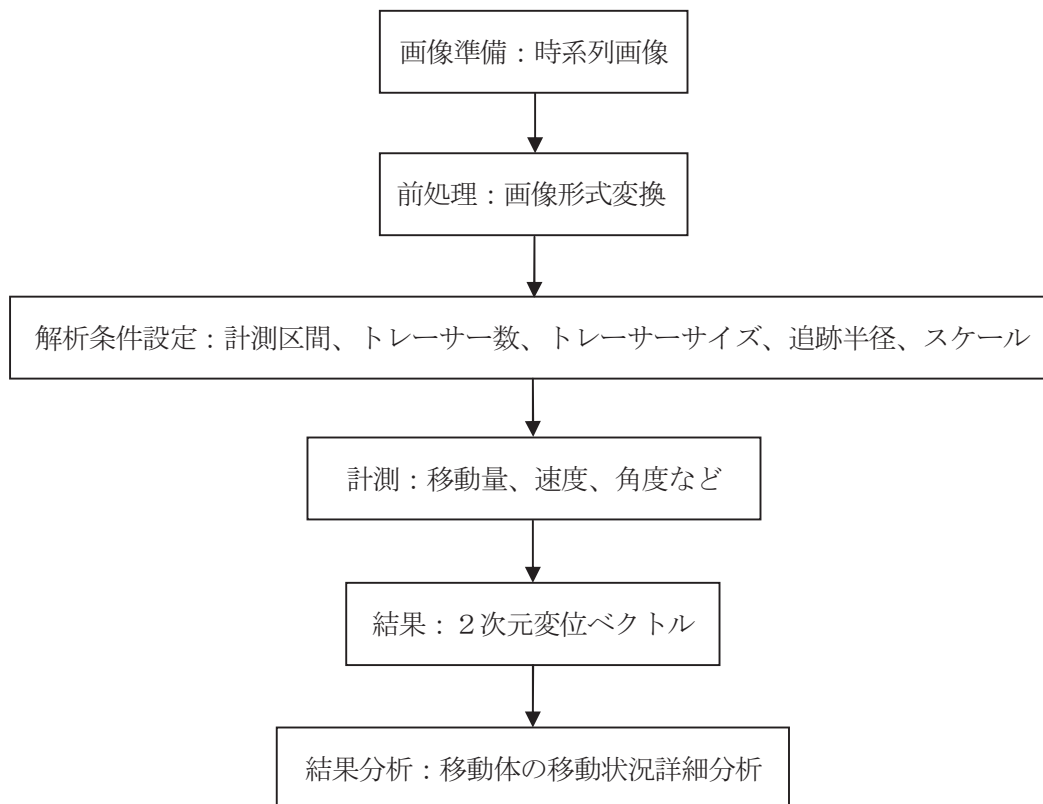 画像準備：時系列画像
前処理：画像形式変換
解析条件設定：計測区間、トレーサー数、トレーサーサイズ、追跡半径、スケール
計測：移動量、速度、角度など
結果：２次元変位ベクトル
結果分析：移動体の移動状況詳細分析